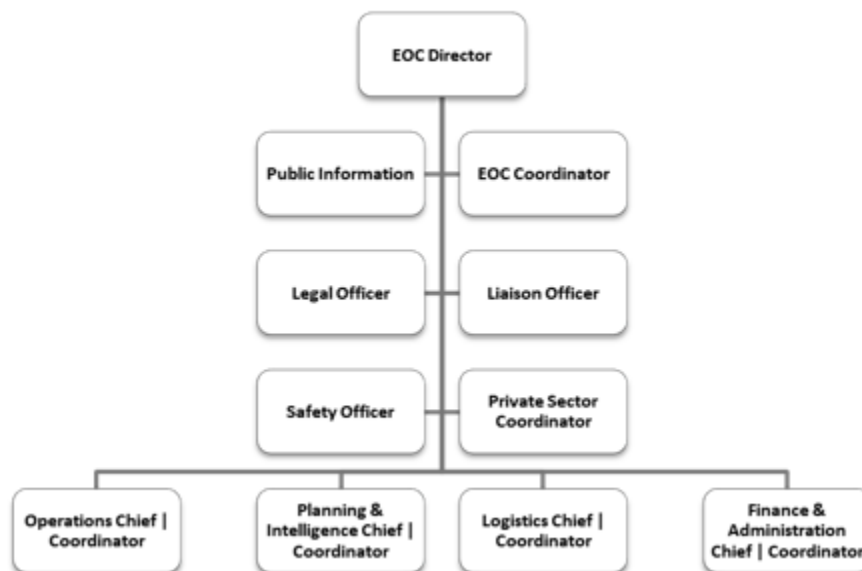 EOC Director
Public Information
EOC Coordinator
Legal Officer
Liaison Officer
Safety Officer
Private Sector
Coordinator
Operations Chief |
Coordinator
Planning &
Intelligence Chief |
Coordinator
Logistics Chief |
Coordinator
Finance &
Administration
Chief | Coordinator